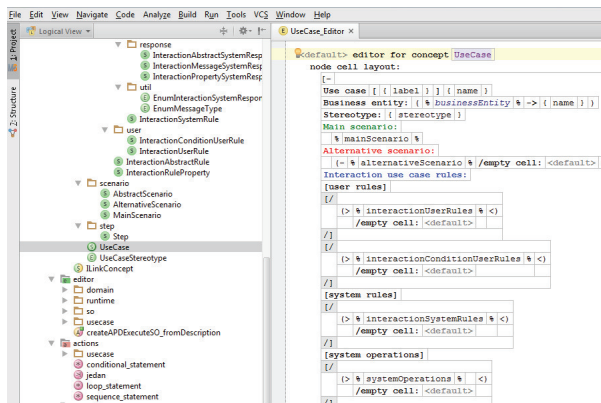 File Edit View Navigate Code Analyze Build Run Tools VCS Window Help
Logical View
UseCase_Editor ×
1: Project
2: Structure
response
InteractionAbstractSystemResp
InteractionMessageSystemResp
InteractionPropertySystemResp
util
EnumInteractionSystemRespor
EnumMessageType
InteractionSystemRule
user
InteractionConditionUserRule
InteractionUserRule
InteractionAbstractRule
InteractionRuleProperty
scenario
AbstractScenario
AlternativeScenario
MainScenario
step
Step
UseCase
UseCaseStereotype
ILinkConcept
editor
domain
runtime
so
usecase
createAPDExecuteSO_fromDescription
actions
usecase
conditional_statement
jedan
loop_statement
sequence_statement
<default> editor for concept UseCase
node cell layout:
[-
Use case [ { label } ] { name }
Business entity: ( % businessEntity % -> { name } )
Stereotype: { stereotype }
Main scenario:
% mainScenario %
Alternative scenario:
(- % alternativeScenario % /empty cell: <default>
Interaction use case rules:
[user rules]
[/
(> % interactionUserRules % <)
/empty cell: <default>
/]
[/
(> % interactionConditionUserRules % <)
/empty cell: <default>
/]
[system rules]
[/
(> % interactionSystemRules % <)
/empty cell: <default>
/]
[system operations]
[/
(> % systemOperations % <)
/empty cell: <default>
/]